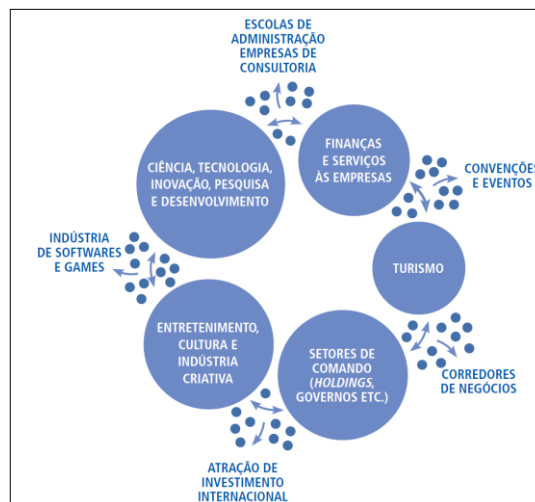 ESCOLAS DE
ADMINISTRAÇÃO
EMPRESAS DE
CONSULTORIA
FINANÇAS
E SERVIÇOS
ÀS EMPRESAS
CIÊNCIA, TECNOLOGIA,
INOVAÇÃO, PESQUISA
E DESENVOLVIMENTO
CONVENÇÕES
E EVENTOS
INDÚSTRIA
DE SOFTWARES
E GAMES
TURISMO
ENTRETENIMENTO,
CULTURA E
INDÚSTRIA
CRIATIVA
SETORES DE
COMANDO
(HOLDINGS,
GOVERNOS ETC.)
CORREDORES
DE NEGÓCIOS
ATRAÇÃO DE
INVESTIMENTO
INTERNACIONAL